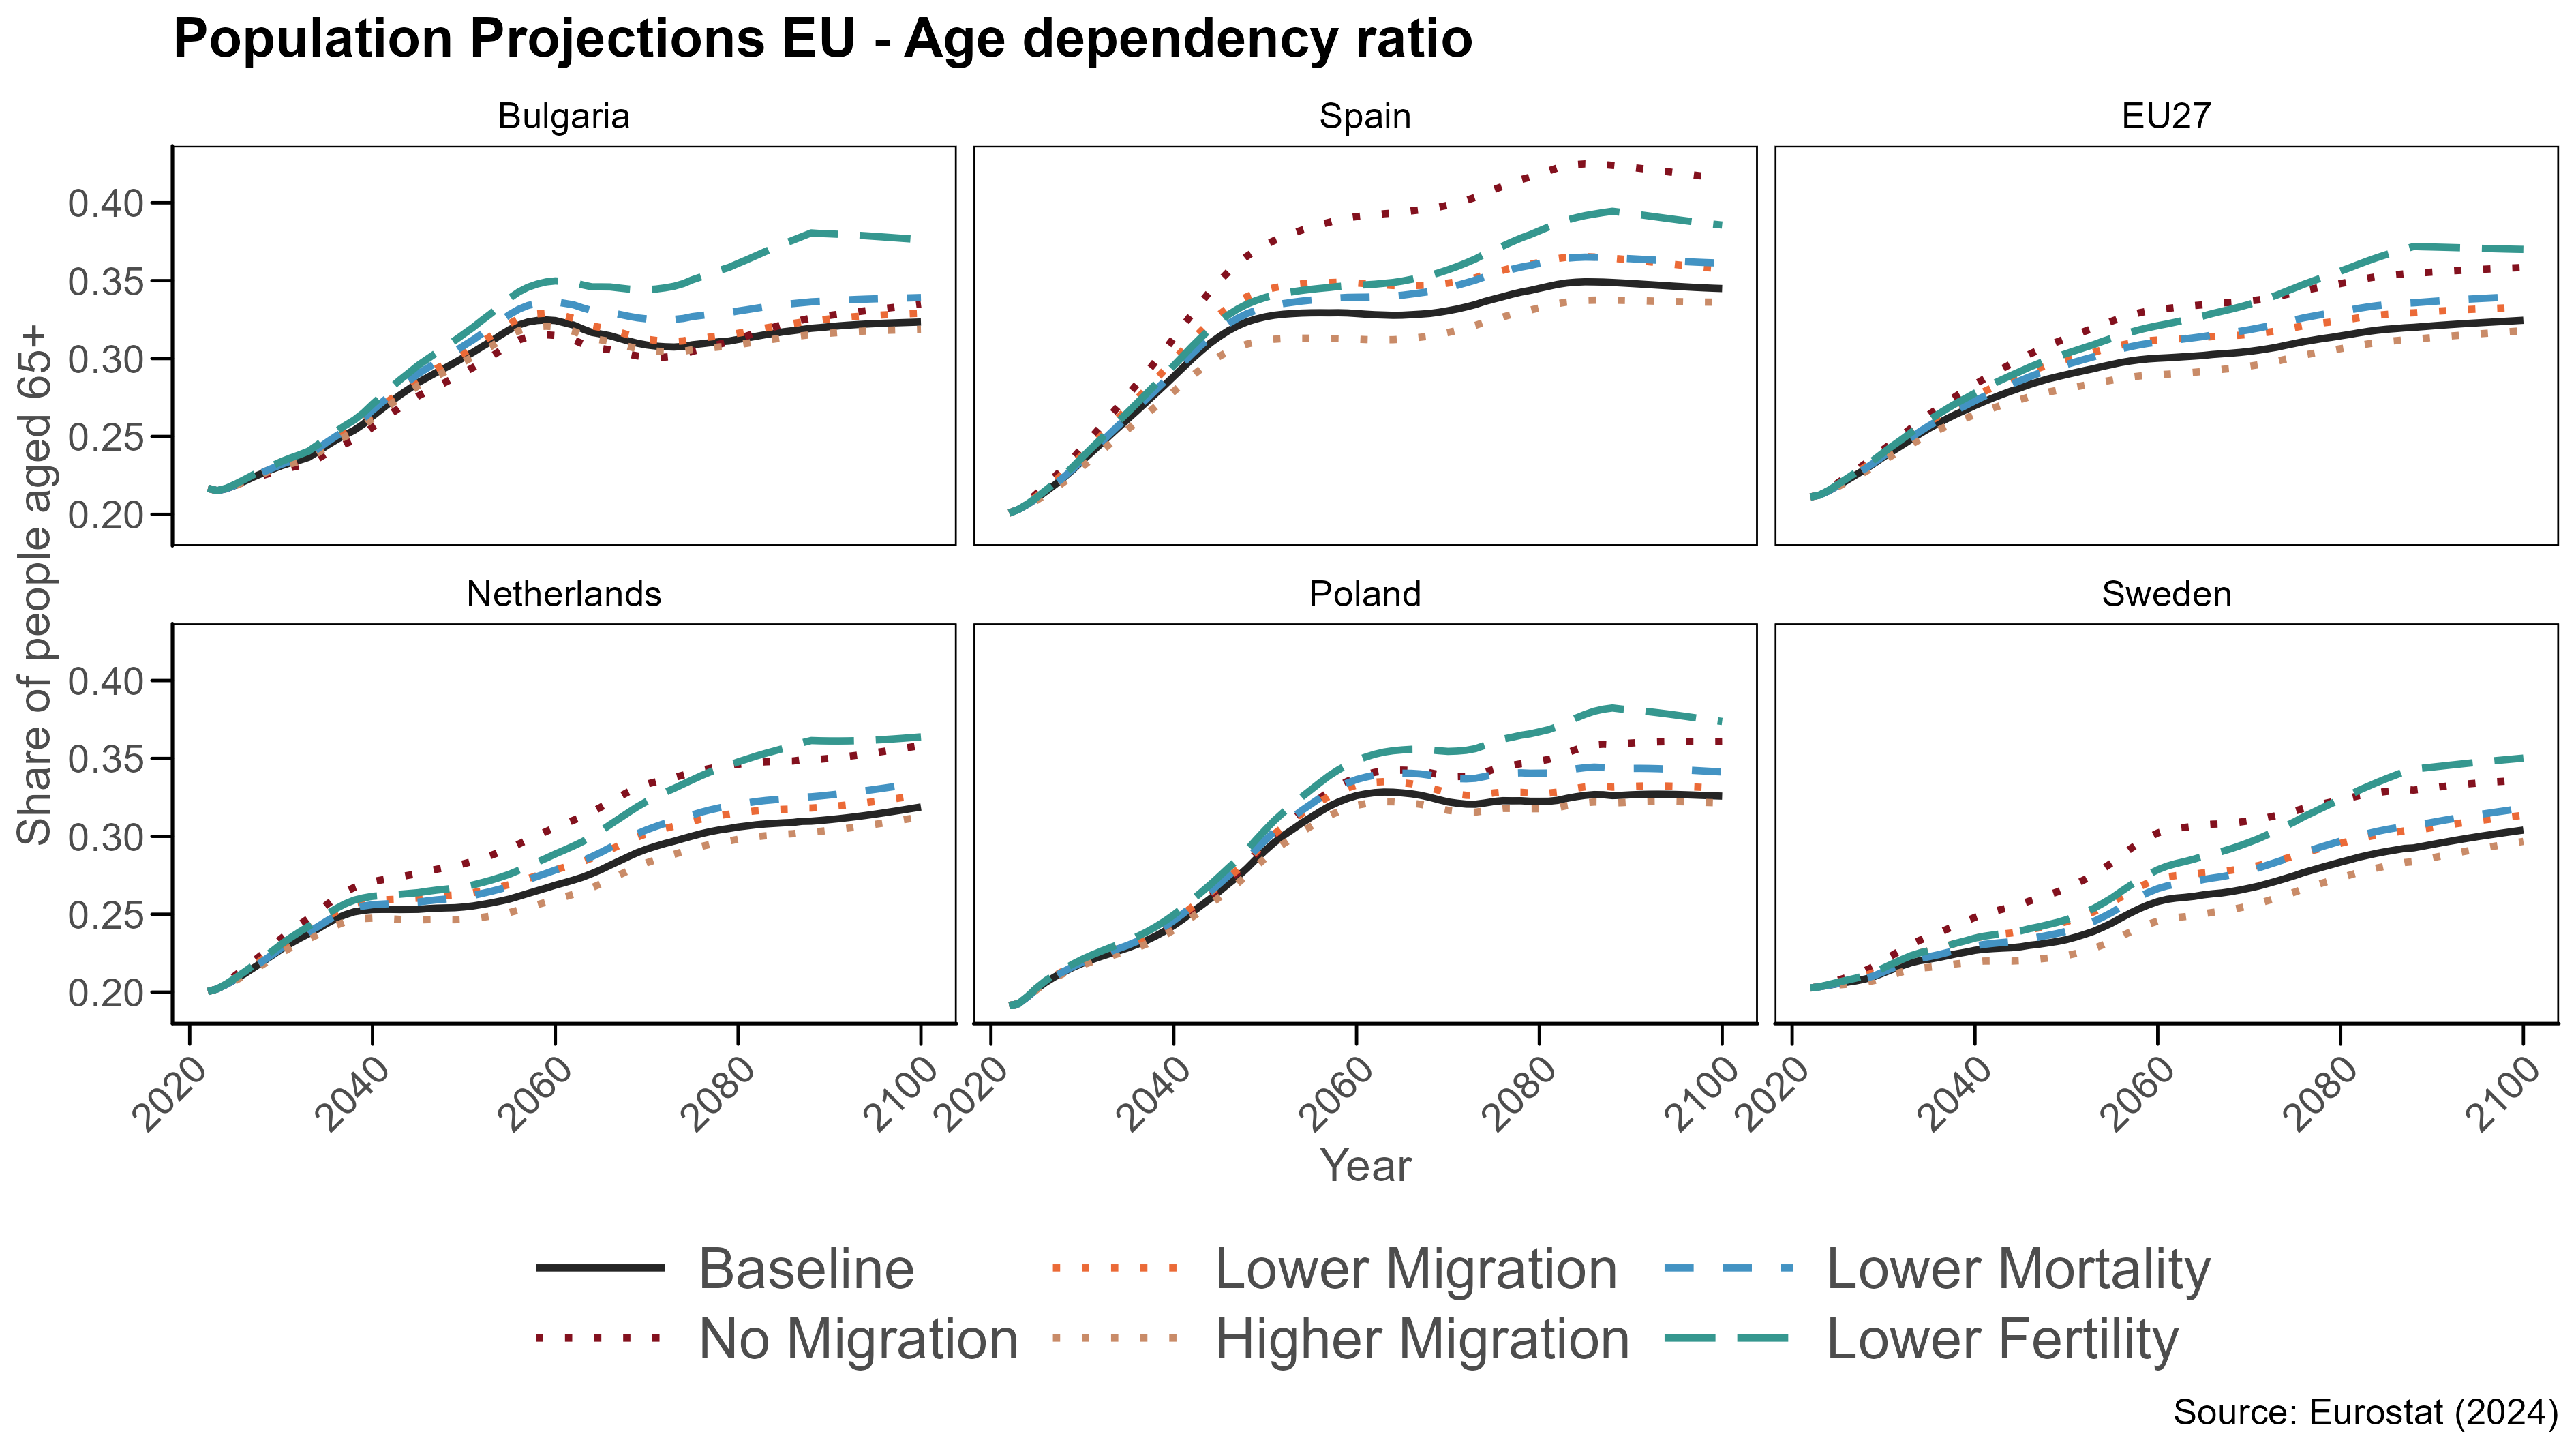 Population Projections EU - Age dependency ratio
Bulgaria
Spain
EU27
0.40
0.35
0.30
0.25
0.20
Netherlands
Poland
Sweden
0.40
0.35
0.30
0.25
0.20
Share of people aged 65+
2020 2040 2060 2080 2100
2020 2040 2060 2080 2100
2020 2040 2060 2080 2100
Year
Baseline Lower Migration Lower Mortality
No Migration Higher Migration Lower Fertility
Source: Eurostat (2024)